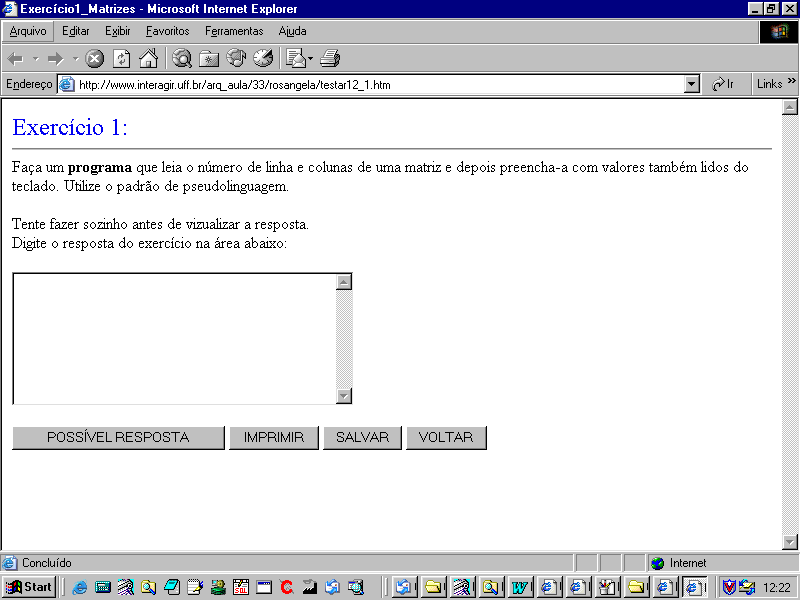 Exercício1_Matrizes - Microsoft Internet Explorer
Arquivo Editar Exibir Favoritos Ferramentas Ajuda
Endereço http://www.interagir.uff.br/arq_aula/33/rosangela/testar12_1.htm Ir Links »
Exercício 1:
Faça um programa que leia o número de linha e colunas de uma matriz e depois preencha-a com valores também lidos do
teclado. Utilize o padrão de pseudolinguagem.
Tente fazer sozinho antes de vizualizar a resposta.
Digite o resposta do exercício na área abaixo:
POSSÍVEL RESPOSTA IMPRIMIR SALVAR VOLTAR
Concluído Internet
Start 12:22